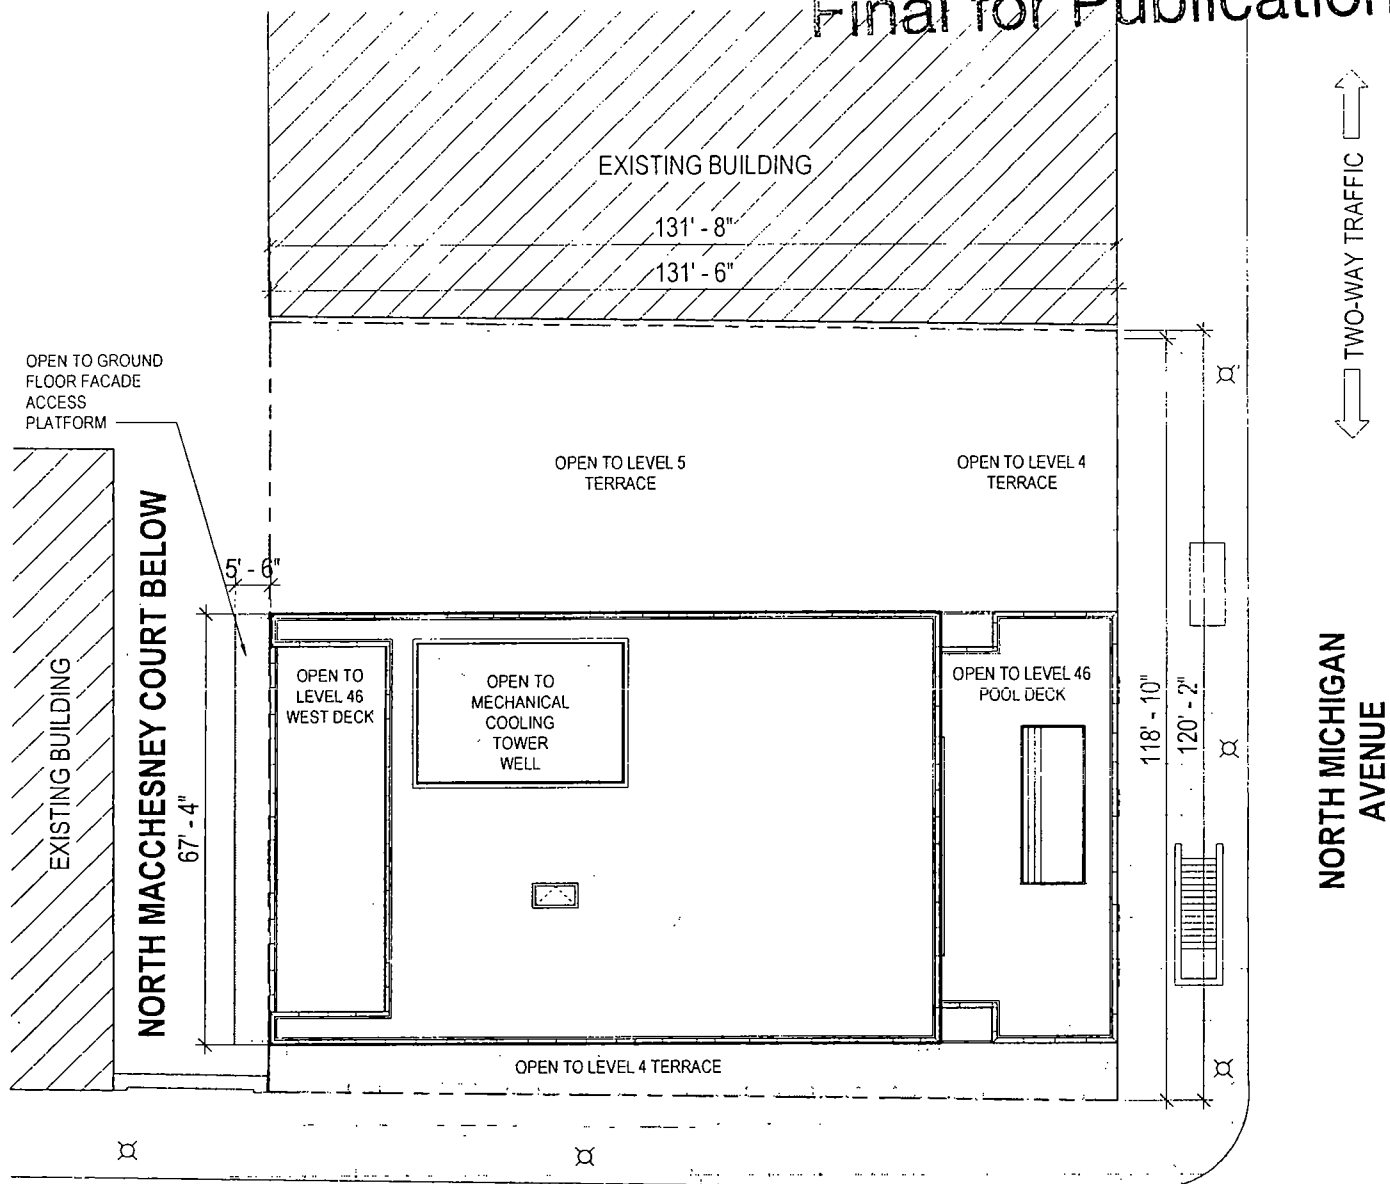 Final for Publication
EXISTING BUILDING
131' - 8"
131' - 6"
TWO-WAY TRAFFIC
OPEN TO GROUND
FLOOR FACADE
ACCESS
PLATFORM
OPEN TO LEVEL 5
TERRACE
OPEN TO LEVEL 4
TERRACE
5' - 6"
NORTH MACCHESNEY COURT BELOW
EXISTING BUILDING
67' - 4"
OPEN TO
LEVEL 46
WEST DECK
OPEN TO
MECHANICAL
COOLING
TOWER
WELL
OPEN TO LEVEL 46
POOL DECK
118' - 10"
120' - 2"
NORTH MICHIGAN
AVENUE
OPEN TO LEVEL 4 TERRACE